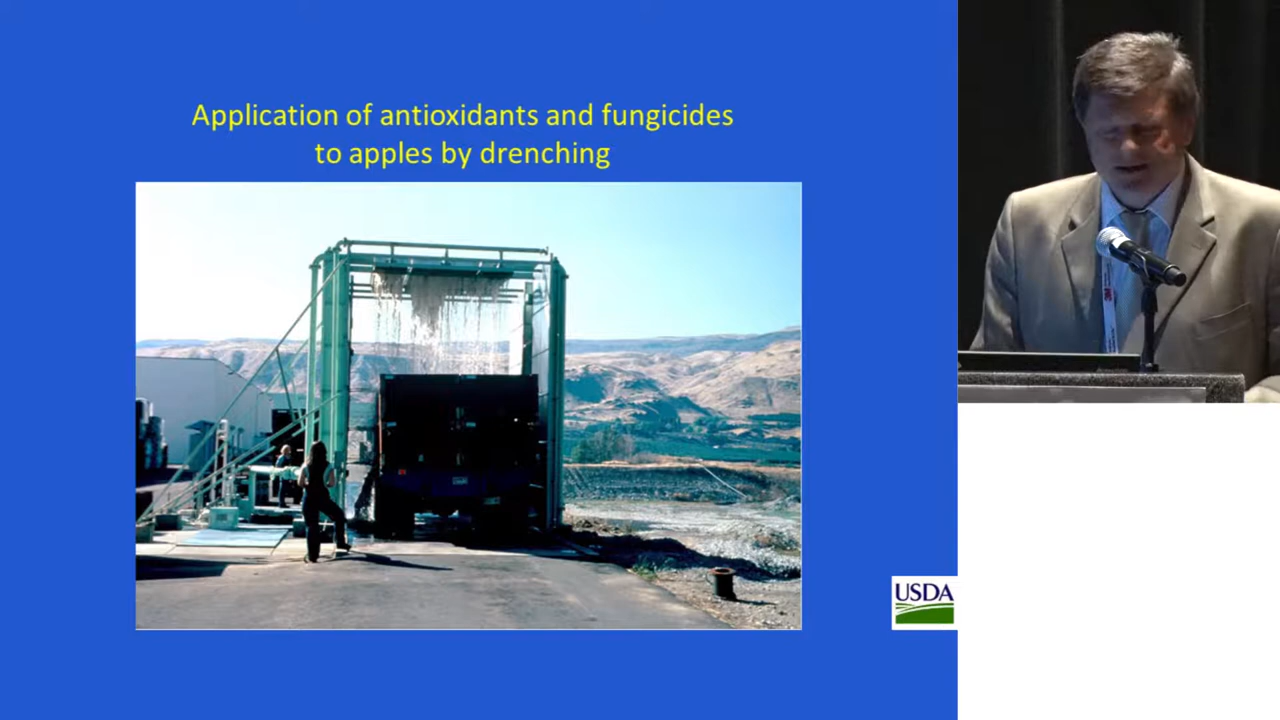 Application of antioxidants and fungicides
to apples by drenching
USDA